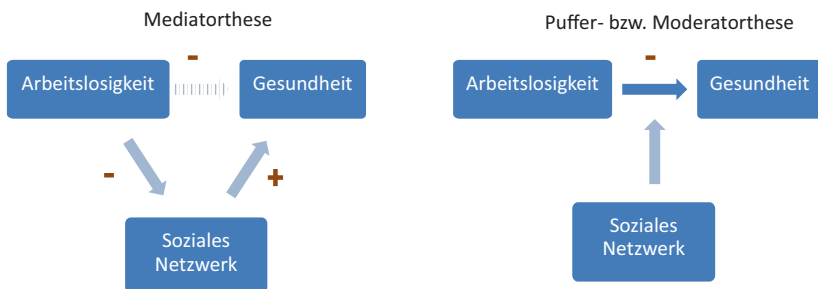 Mediatorthese
-
Arbeitslosigkeit
Gesundheit
-
+
Soziales
Netzwerk
Puffer- bzw. Moderatorthese
-
Arbeitslosigkeit
Gesundheit
Soziales
Netzwerk